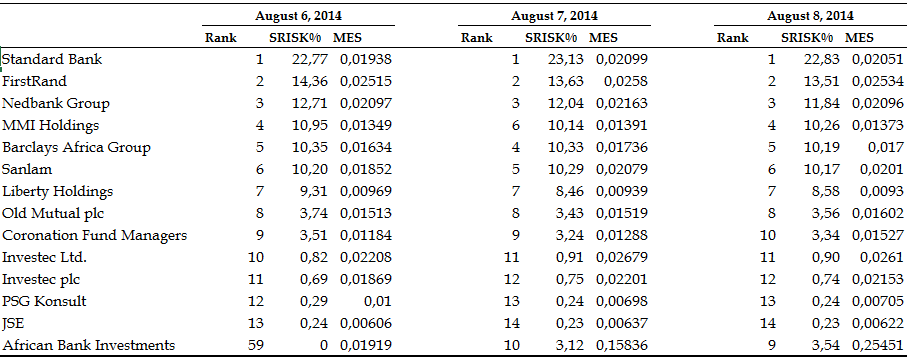 August 6, 2014 August 7, 2014 August 8, 2014
Rank SRISK% MES Rank SRISK% MES Rank SRISK% MES
Standard Bank 1 22,77 0,01938 1 23,13 0,02099 1 22,83 0,02051
FirstRand 2 14,36 0,02515 2 13,63 0,0258 2 13,51 0,02534
Nedbank Group 3 12,71 0,02097 3 12,04 0,02163 3 11,84 0,02096
MMI Holdings 4 10,95 0,01349 6 10,14 0,01391 4 10,26 0,01373
Barclays Africa Group 5 10,35 0,01634 4 10,33 0,01736 5 10,19 0,017
Sanlam 6 10,20 0,01852 5 10,29 0,02079 6 10,17 0,0201
Liberty Holdings 7 9,31 0,00969 7 8,46 0,00939 7 8,58 0,0093
Old Mutual plc 8 3,74 0,01513 8 3,43 0,01519 8 3,56 0,01602
Coronation Fund Managers 9 3,51 0,01184 9 3,24 0,01288 10 3,34 0,01527
Investec Ltd. 10 0,82 0,02208 11 0,91 0,02679 11 0,90 0,0261
Investec plc 11 0,69 0,01869 12 0,75 0,02201 12 0,74 0,02153
PSG Konsult 12 0,29 0,01 13 0,24 0,00698 13 0,24 0,00705
JSE 13 0,24 0,00606 14 0,23 0,00637 14 0,23 0,00622
African Bank Investments 59 0 0,01919 10 3,12 0,15836 9 3,54 0,25451